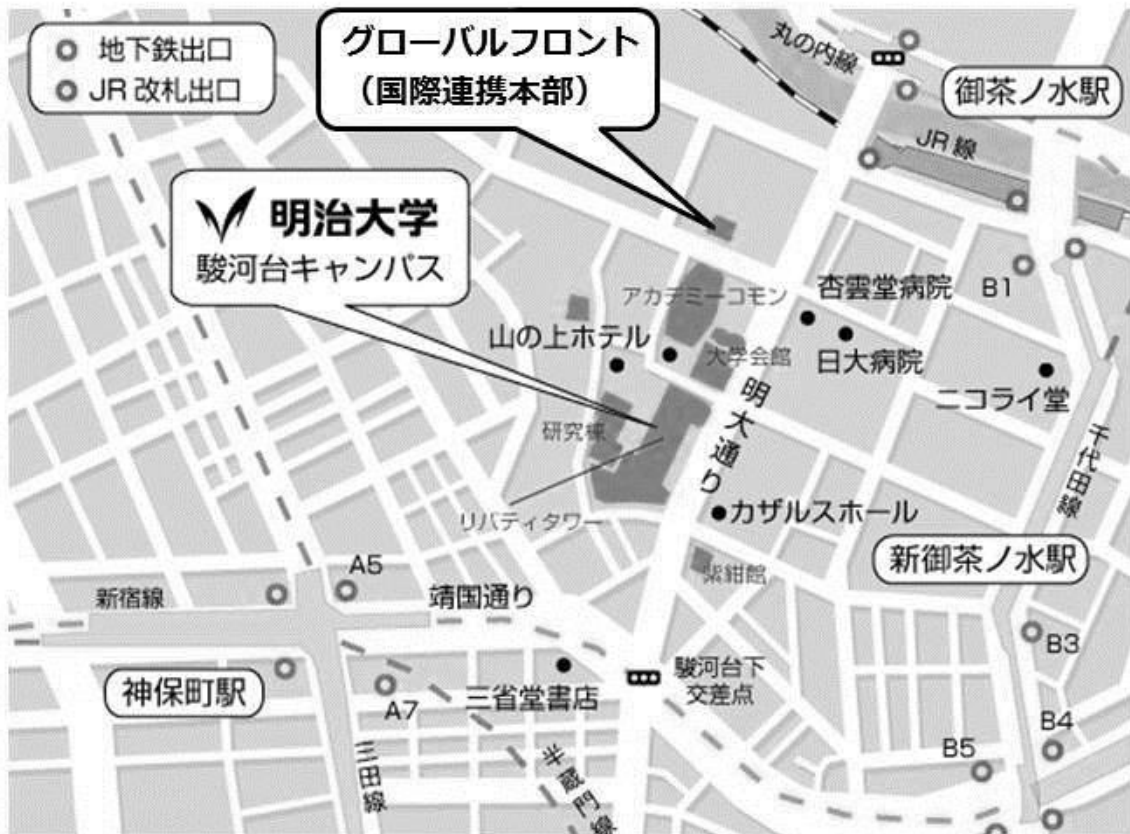 地下鉄出口
JR改札出口
グローバルフロント
(国際連携本部)
丸の内線
御茶ノ水駅
JR線
明治大学
駿河台キャンパス
アカデミーコモン
杏雲堂病院
B1
山の上ホテル
大学会館
日大病院
ニコライ堂
明大通り
研究棟
千代田線
リバティタワー
カザルスホール
新御茶ノ水駅
紫紺館
A5
新宿線
靖国通り
B3
神保町駅
A7
三省堂書店
駿河台下
交差点
B4
B5
三田線
半蔵門線